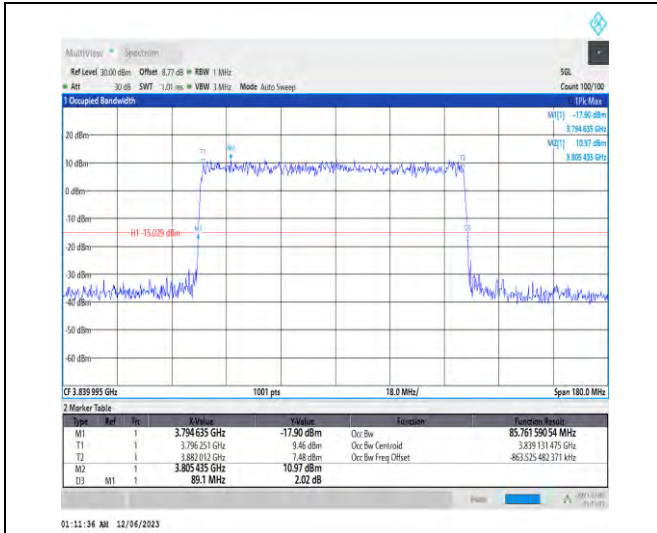 MultiView Spectrum
Ref Level 30.00 dBm Offset 8.77 dB RBW 1 MHz SGL
Att 30 dB SWT 1.01 ms VBW 3 MHz Mode Auto Sweep Count 100/100
1 Occupied Bandwidth 1Pk Max
M1[1] -17.90 dBm
3.794 635 GHz
M2[1] 10.97 dBm
3.805 435 GHz
20 dBm
10 dBm
0 dBm
-10 dBm
H1 -15.029 dBm
-20 dBm
-30 dBm
-40 dBm
-50 dBm
-60 dBm
CF 3.839 995 GHz 1001 pts 18.0 MHz/ Span 180.0 MHz
2 Marker Table
Type Ref Trc X-Value Y-Value Function Function Result
M1 1 3.794 635 GHz -17.90 dBm Occ Bw 85.761 590 54 MHz
T1 1 3.796 251 GHz 9.46 dBm Occ Bw Centroid 3.839 131 475 GHz
T2 1 3.882 012 GHz 7.48 dBm Occ Bw Freq Offset -863.525 482 371 kHz
M2 1 3.805 435 GHz 10.97 dBm
D3 M1 1 89.1 MHz 2.02 dB
01:11:36 AM 12/06/2023